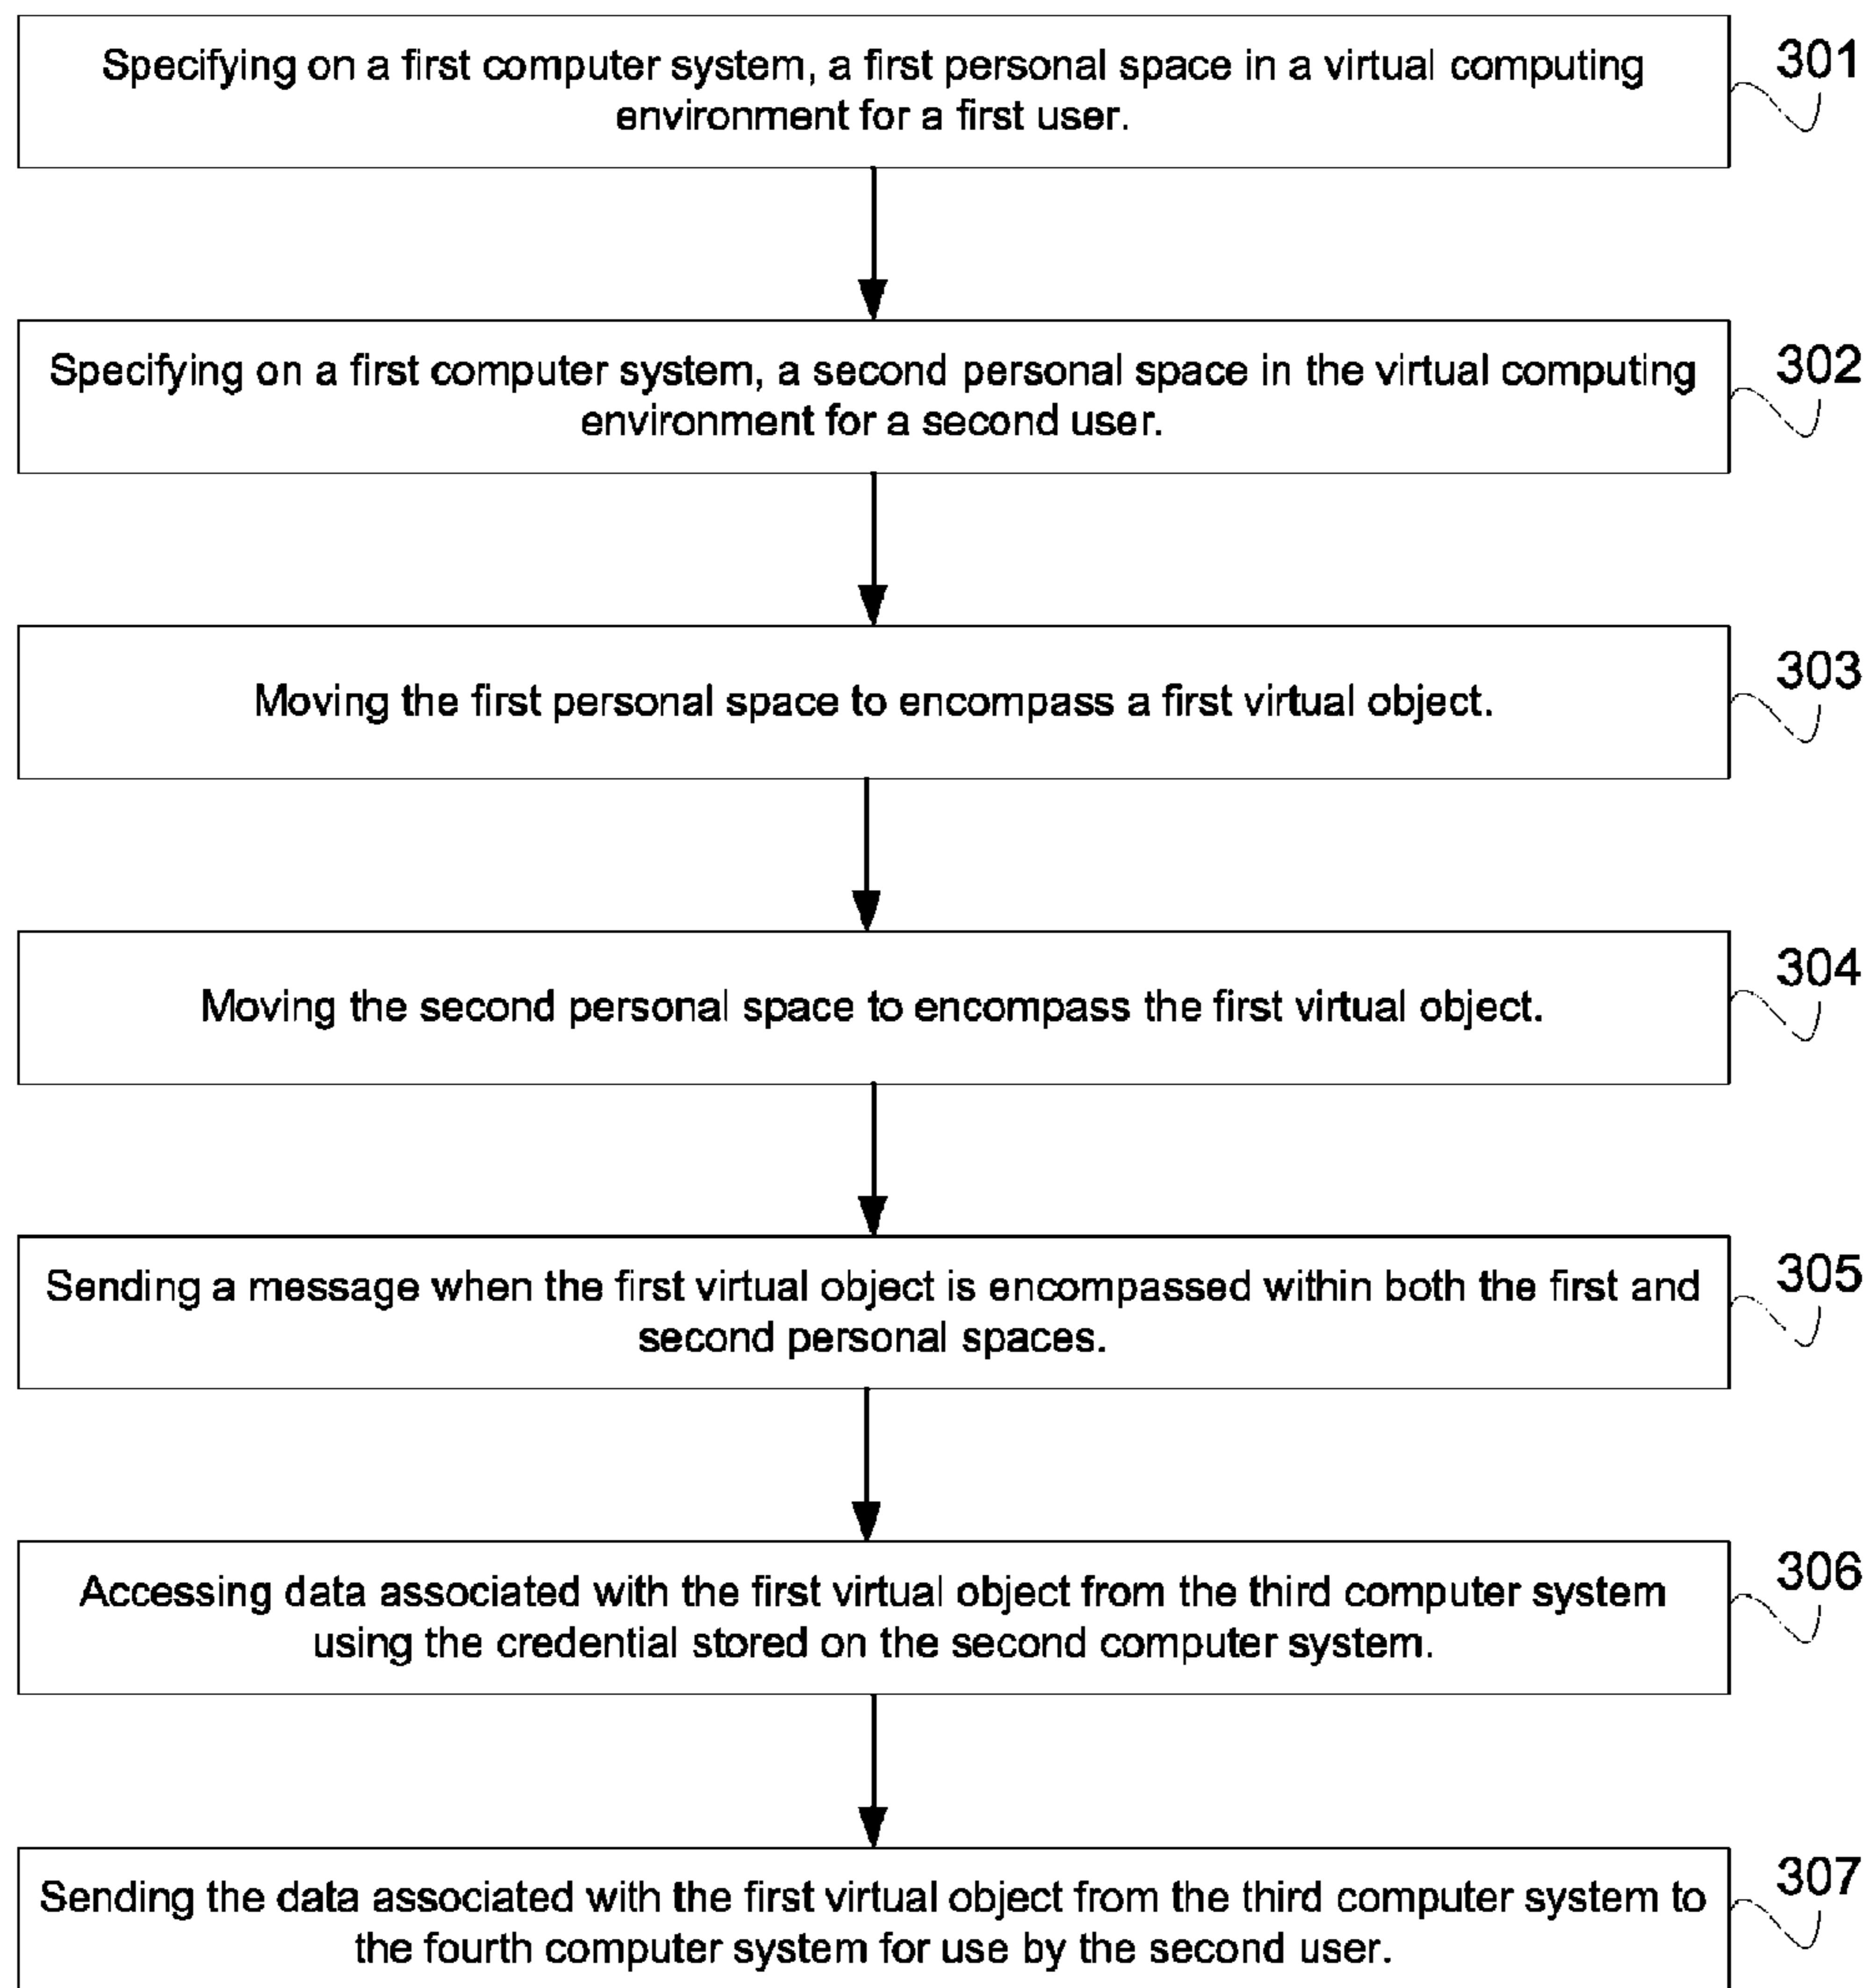 Specifying on a first computer system, a first personal space in a virtual computing
environment for a first user.
301
Specifying on a first computer system, a second personal space in the virtual computing
environment for a second user.
302
Moving the first personal space to encompass a first virtual object.
303
Moving the second personal space to encompass the first virtual object.
304
Sending a message when the first virtual object is encompassed within both the first and
second personal spaces.
305
Accessing data associated with the first virtual object from the third computer system
using the credential stored on the second computer system.
306
Sending the data associated with the first virtual object from the third computer system to
the fourth computer system for use by the second user.
307